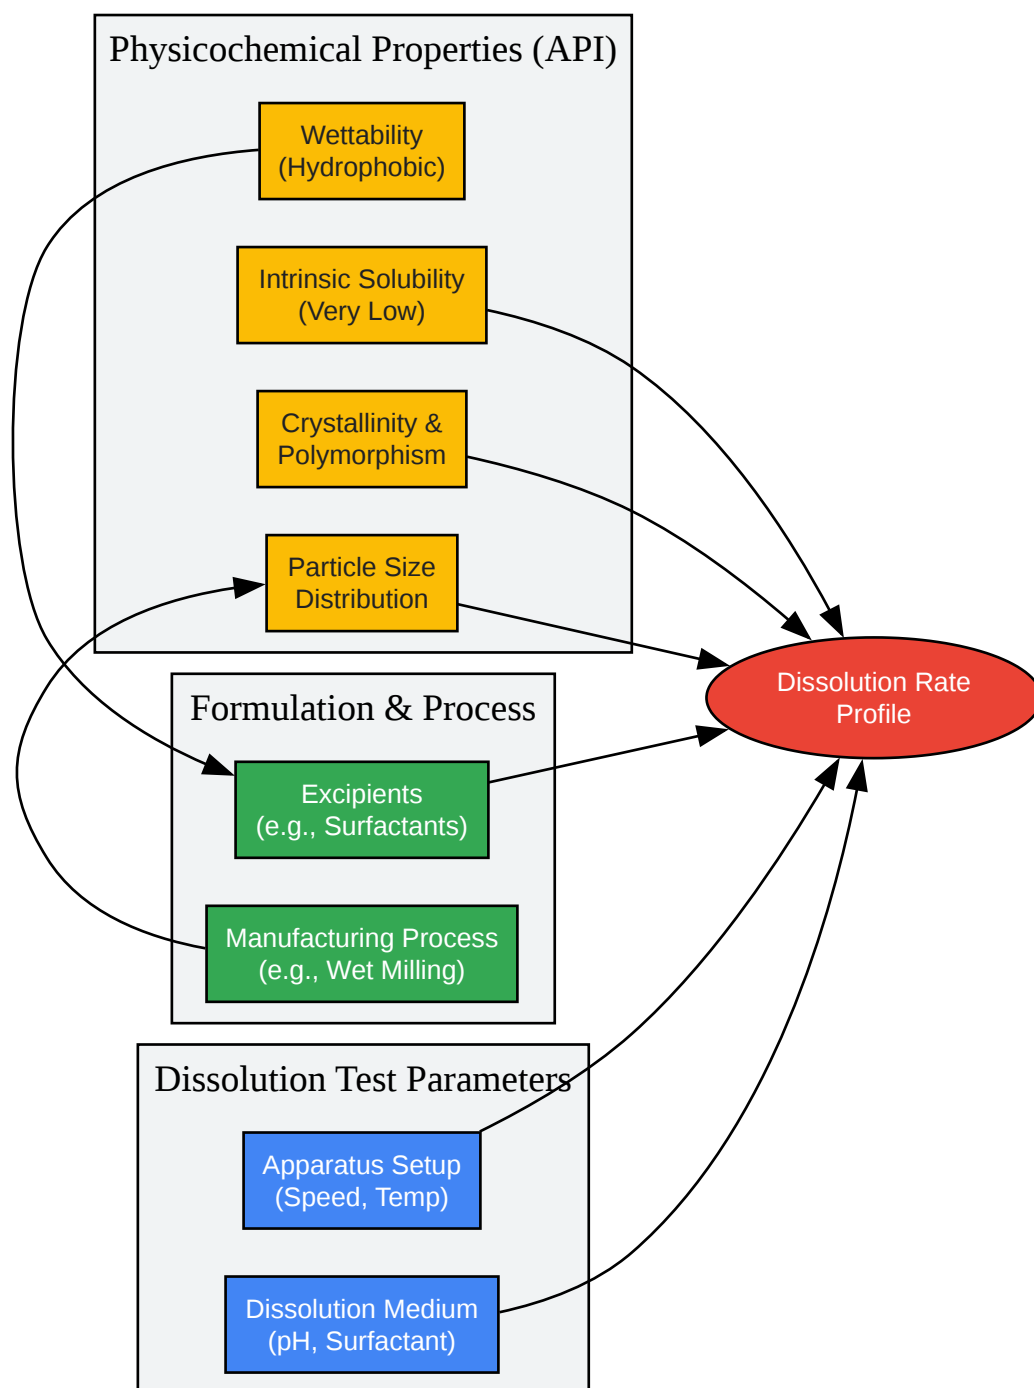 Physicochemical Properties (API)
Wettability
(Hydrophobic)
Intrinsic Solubility
(Very Low)
Crystallinity &
Polymorphism
Particle Size
Distribution
Dissolution Rate
Profile
Formulation & Process
Excipients
(e.g., Surfactants)
Manufacturing Process
(e.g., Wet Milling)
Dissolution Test Parameters
Apparatus Setup
(Speed, Temp)
Dissolution Medium
(pH, Surfactant)